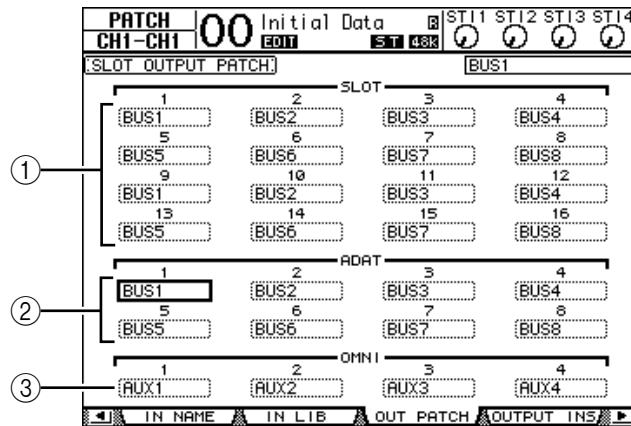 PATCH
CH1-CH1
00
Initial Data
R
EDIT
ST
48K
STI1 STI2 STI3 STI4
SLOT OUTPUT PATCH
BUS1
SLOT
1 2 3 4
BUS1 BUS2 BUS3 BUS4
5 6 7 8
BUS5 BUS6 BUS7 BUS8
9 10 11 12
BUS1 BUS2 BUS3 BUS4
13 14 15 16
BUS5 BUS6 BUS7 BUS8
①
ADAT
1 2 3 4
BUS1 BUS2 BUS3 BUS4
5 6 7 8
BUS5 BUS6 BUS7 BUS8
②
OMNI
1 2 3 4
③
AUX1 AUX2 AUX3 AUX4
IN NAME IN LIB OUT PATCH OUTPUT INS